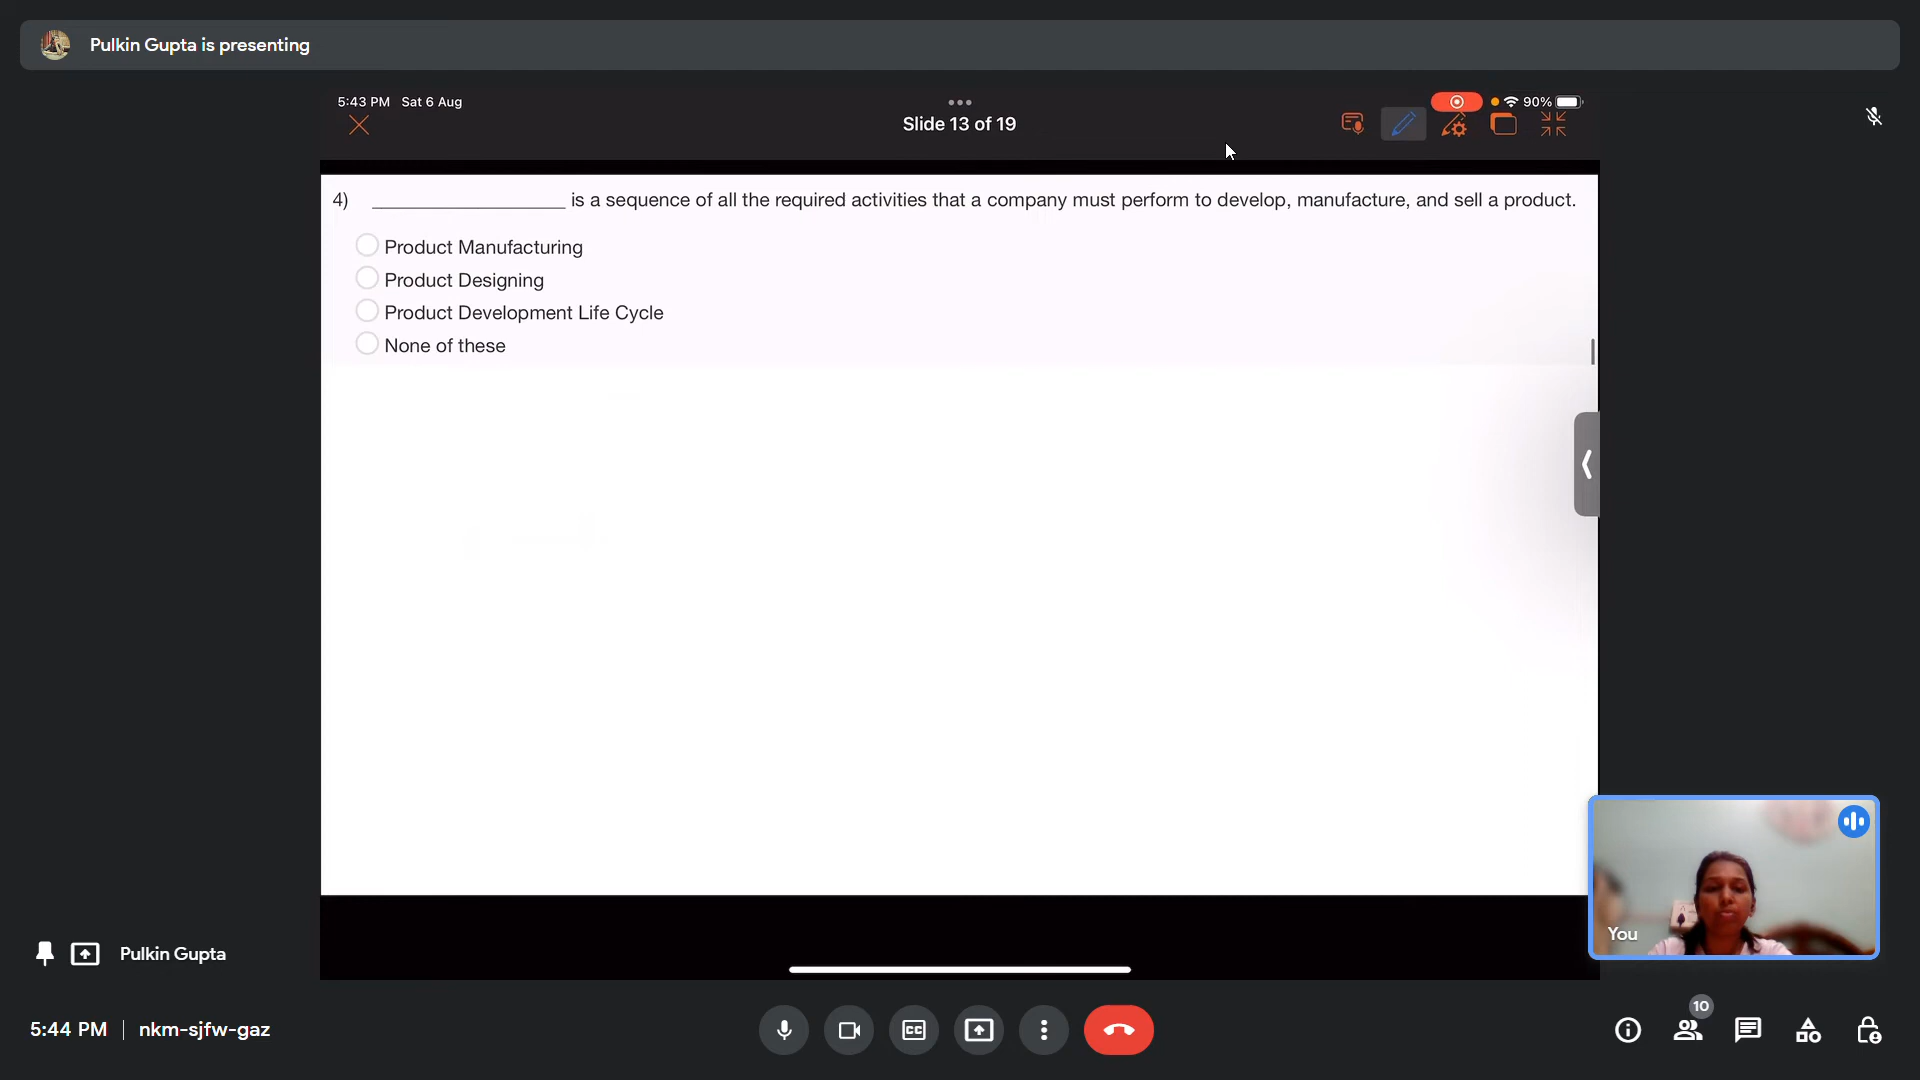 Pulkin Gupta is presenting
5:43 PM Sat 6 Aug
90%
Slide 13 of 19
4) ___________________ is a sequence of all the required activities that a company must perform to develop, manufacture, and sell a product.
Product Manufacturing
Product Designing
Product Development Life Cycle
None of these
You
Pulkin Gupta
5:44 PM | nkm-sjfw-gaz
CC
10